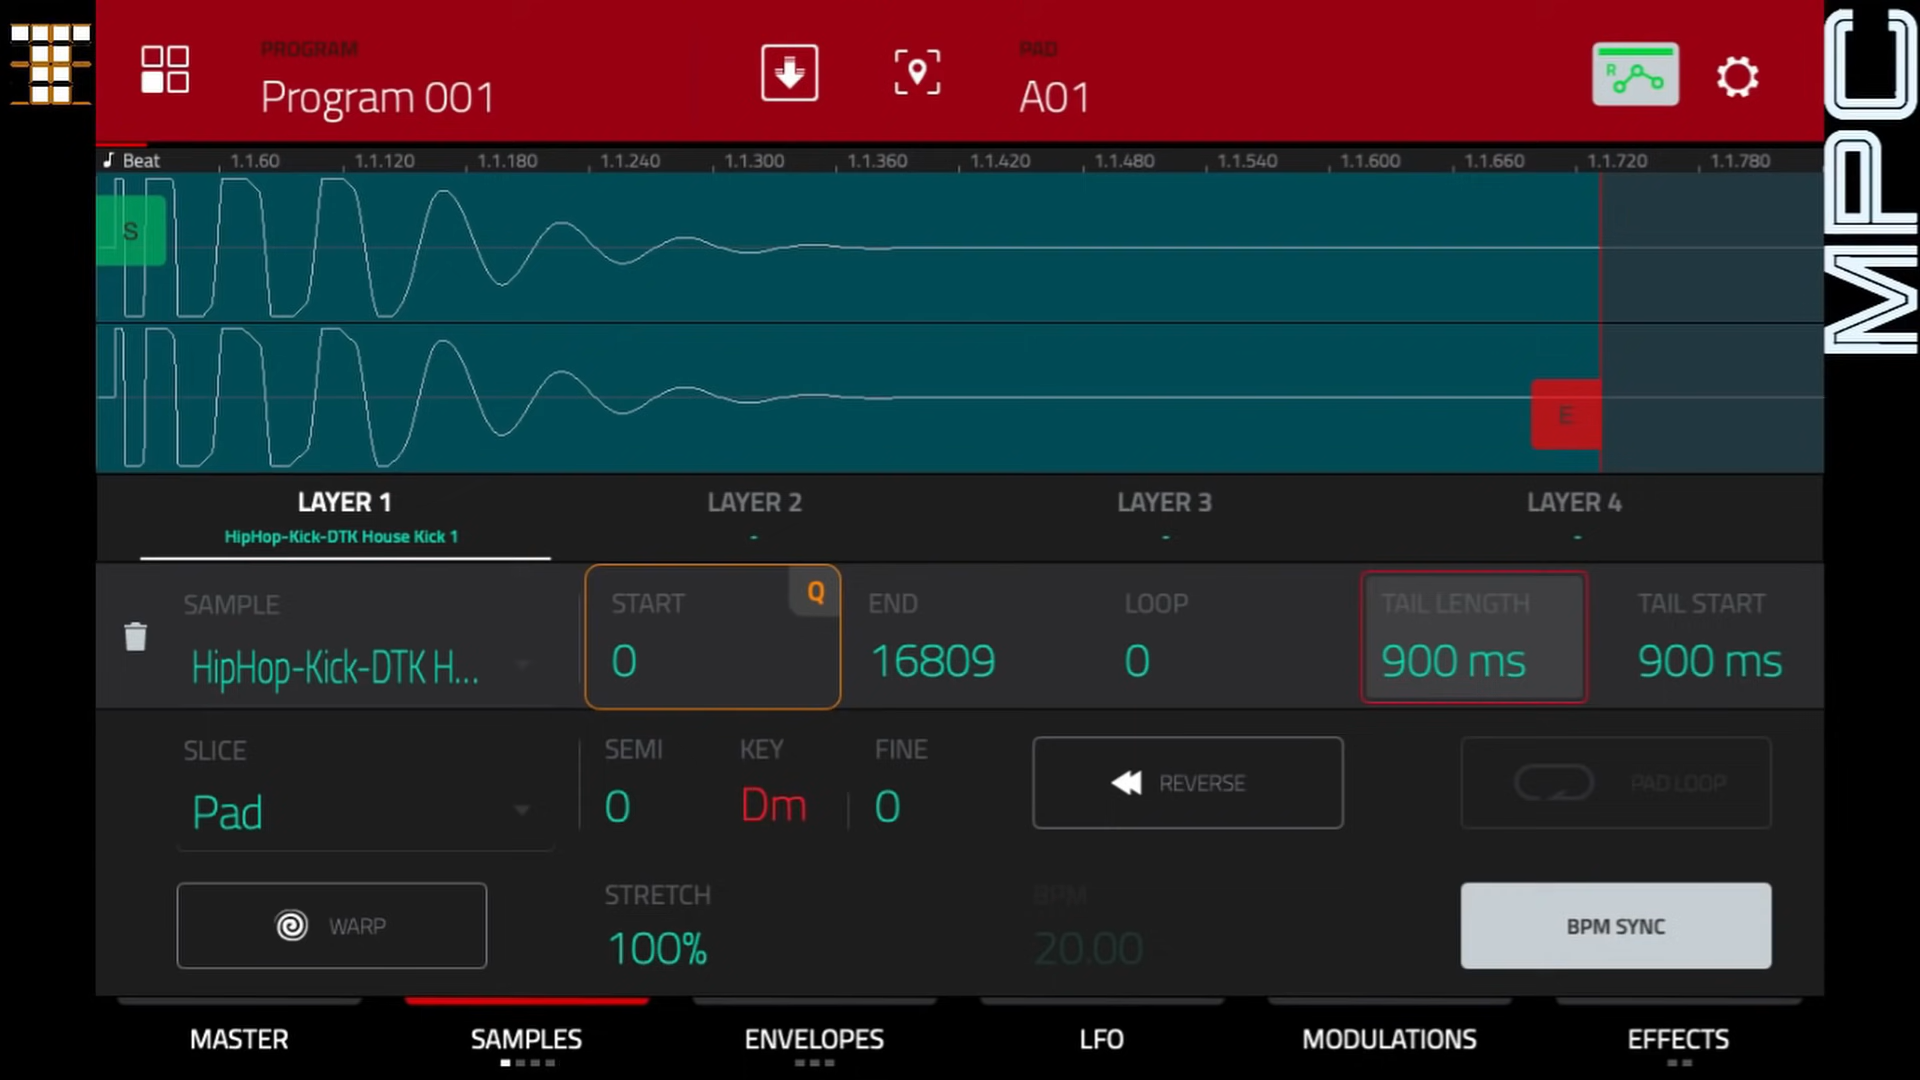 PROGRAM
Program 001
PAD
A01
R
MPC
Beat 1.1.60 1.1.120 1.1.180 1.1.240 1.1.300 1.1.360 1.1.420 1.1.480 1.1.540 1.1.600 1.1.660 1.1.720 1.1.780
S
E
LAYER 1 LAYER 2 LAYER 3 LAYER 4
HipHop-Kick-DTK House Kick 1 - - -
SAMPLE START Q END LOOP TAIL LENGTH TAIL START
HipHop-Kick-DTK H... 0 16809 0 900 ms 900 ms
SLICE SEMI KEY FINE
Pad 0 Dm 0
REVERSE PAD LOOP
WARP
STRETCH BPM
100% 20.00
BPM SYNC
MASTER SAMPLES ENVELOPES LFO MODULATIONS EFFECTS